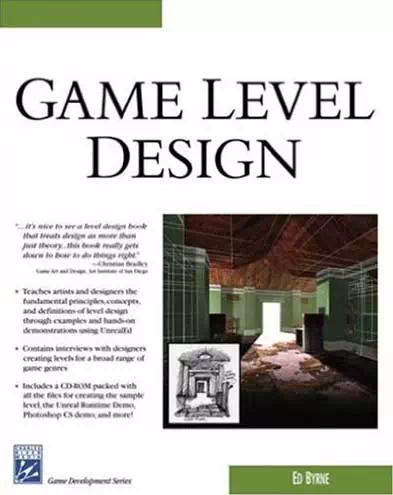 GAME LEVEL
DESIGN
“...it's nice to see a level design book
that treats design as more than
just theory...this book really gets
down to how to do things right.”
—Christian Bradley
Game Art and Design, Art Institute of San Diego
• Teaches artists and designers the
fundamental principles, concepts,
and definitions of level design
through examples and hands-on
demonstrations using UnrealEd
• Contains interviews with designers
creating levels for a broad range of
game genres
• Includes a CD-ROM packed with
all the files for creating the sample
level, the Unreal Runtime Demo,
Photoshop CS demo, and more!
CHARLES
RIVER
MEDIA
Game Development Series
ED BYRNE